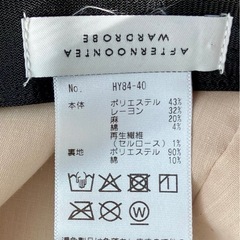 AFTERNOONTEA
WARDROBE
No. HY84-40
本体 ポリエステル 43%
レーヨン 32%
麻 20%
綿 4%
再生繊維
(セルロース) 1%
裏地 ポリエステル 90%
綿 10%